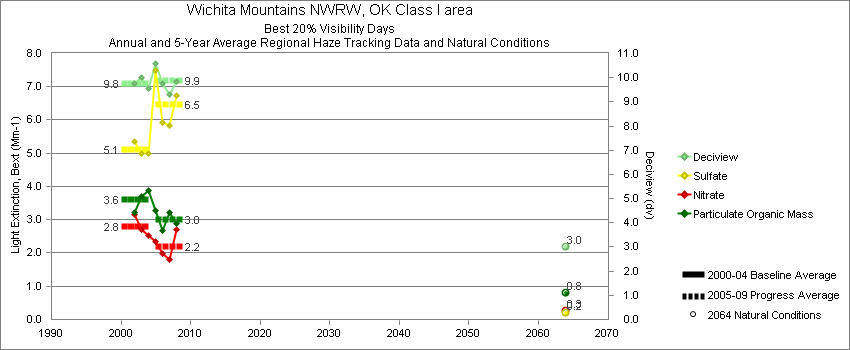 Wichita Mountains NWRW, OK Class I area
Best 20% Visibility Days
Annual and 5-Year Average Regional Haze Tracking Data and Natural Conditions
Light Extinction, Bext (Mm-1)
8.0
7.0
6.0
5.0
4.0
3.0
2.0
1.0
0.0
9.8
9.9
6.5
5.1
3.6
3.0
2.8
2.2
3.0
0.8
0.3
0.2
11.0
10.0
9.0
8.0
7.0
6.0
5.0
4.0
3.0
2.0
1.0
0.0
Deciview (dv)
1990 2000 2010 2020 2030 2040 2050 2060 2070
Deciview
Sulfate
Nitrate
Particulate Organic Mass
2000-04 Baseline Average
2005-09 Progress Average
2064 Natural Conditions